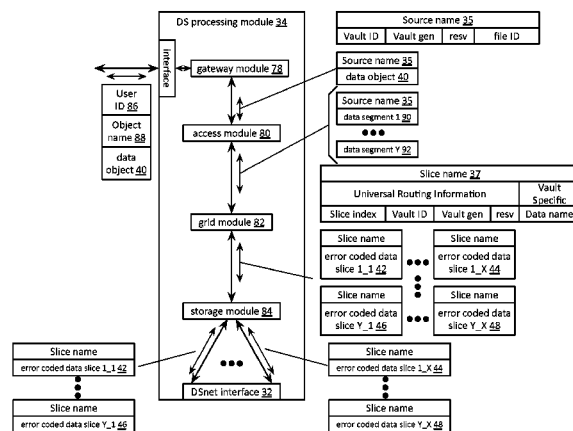 DS processing module 34
interface
gateway module 78
access module 80
grid module 82
storage module 84
DSnet interface 32
User
ID 86
Object
name 88
data
object 40
Source name 35
Vault ID Vault gen resv file ID
Source name 35
data object 40
Source name 35
data segment 1 90
data segment Y 92
Slice name 37
Universal Routing Information
Vault
Specific
Slice index Vault ID Vault gen resv Data name
Slice name
error coded data
slice 1_1 42
Slice name
error coded data
slice 1_X 44
Slice name
error coded data
slice Y_1 46
Slice name
error coded data
slice Y_X 48
Slice name
error coded data slice 1_1 42
Slice name
error coded data slice Y_1 46
Slice name
error coded data slice 1_X 44
Slice name
error coded data slice Y_X 48